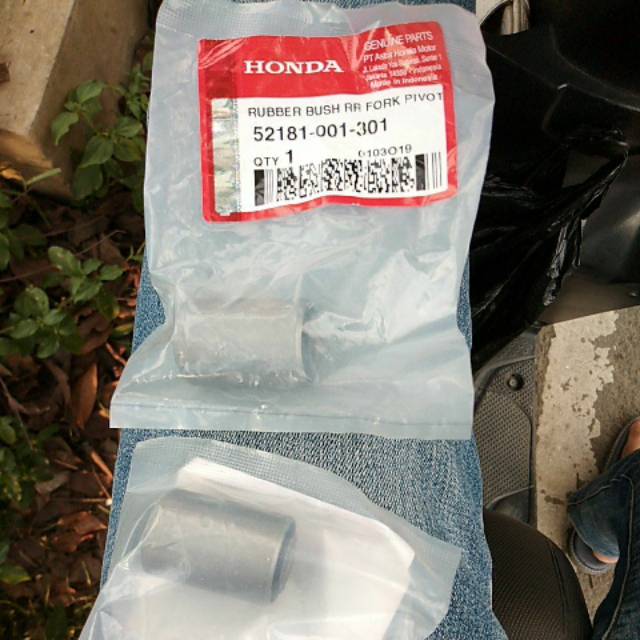 HONDA
GENUINE PARTS
PT Astra Honda Motor
Made in Indonesia
RUBBER BUSH RR FORK PIVOT
52181-001-301
QTY 1
0103019